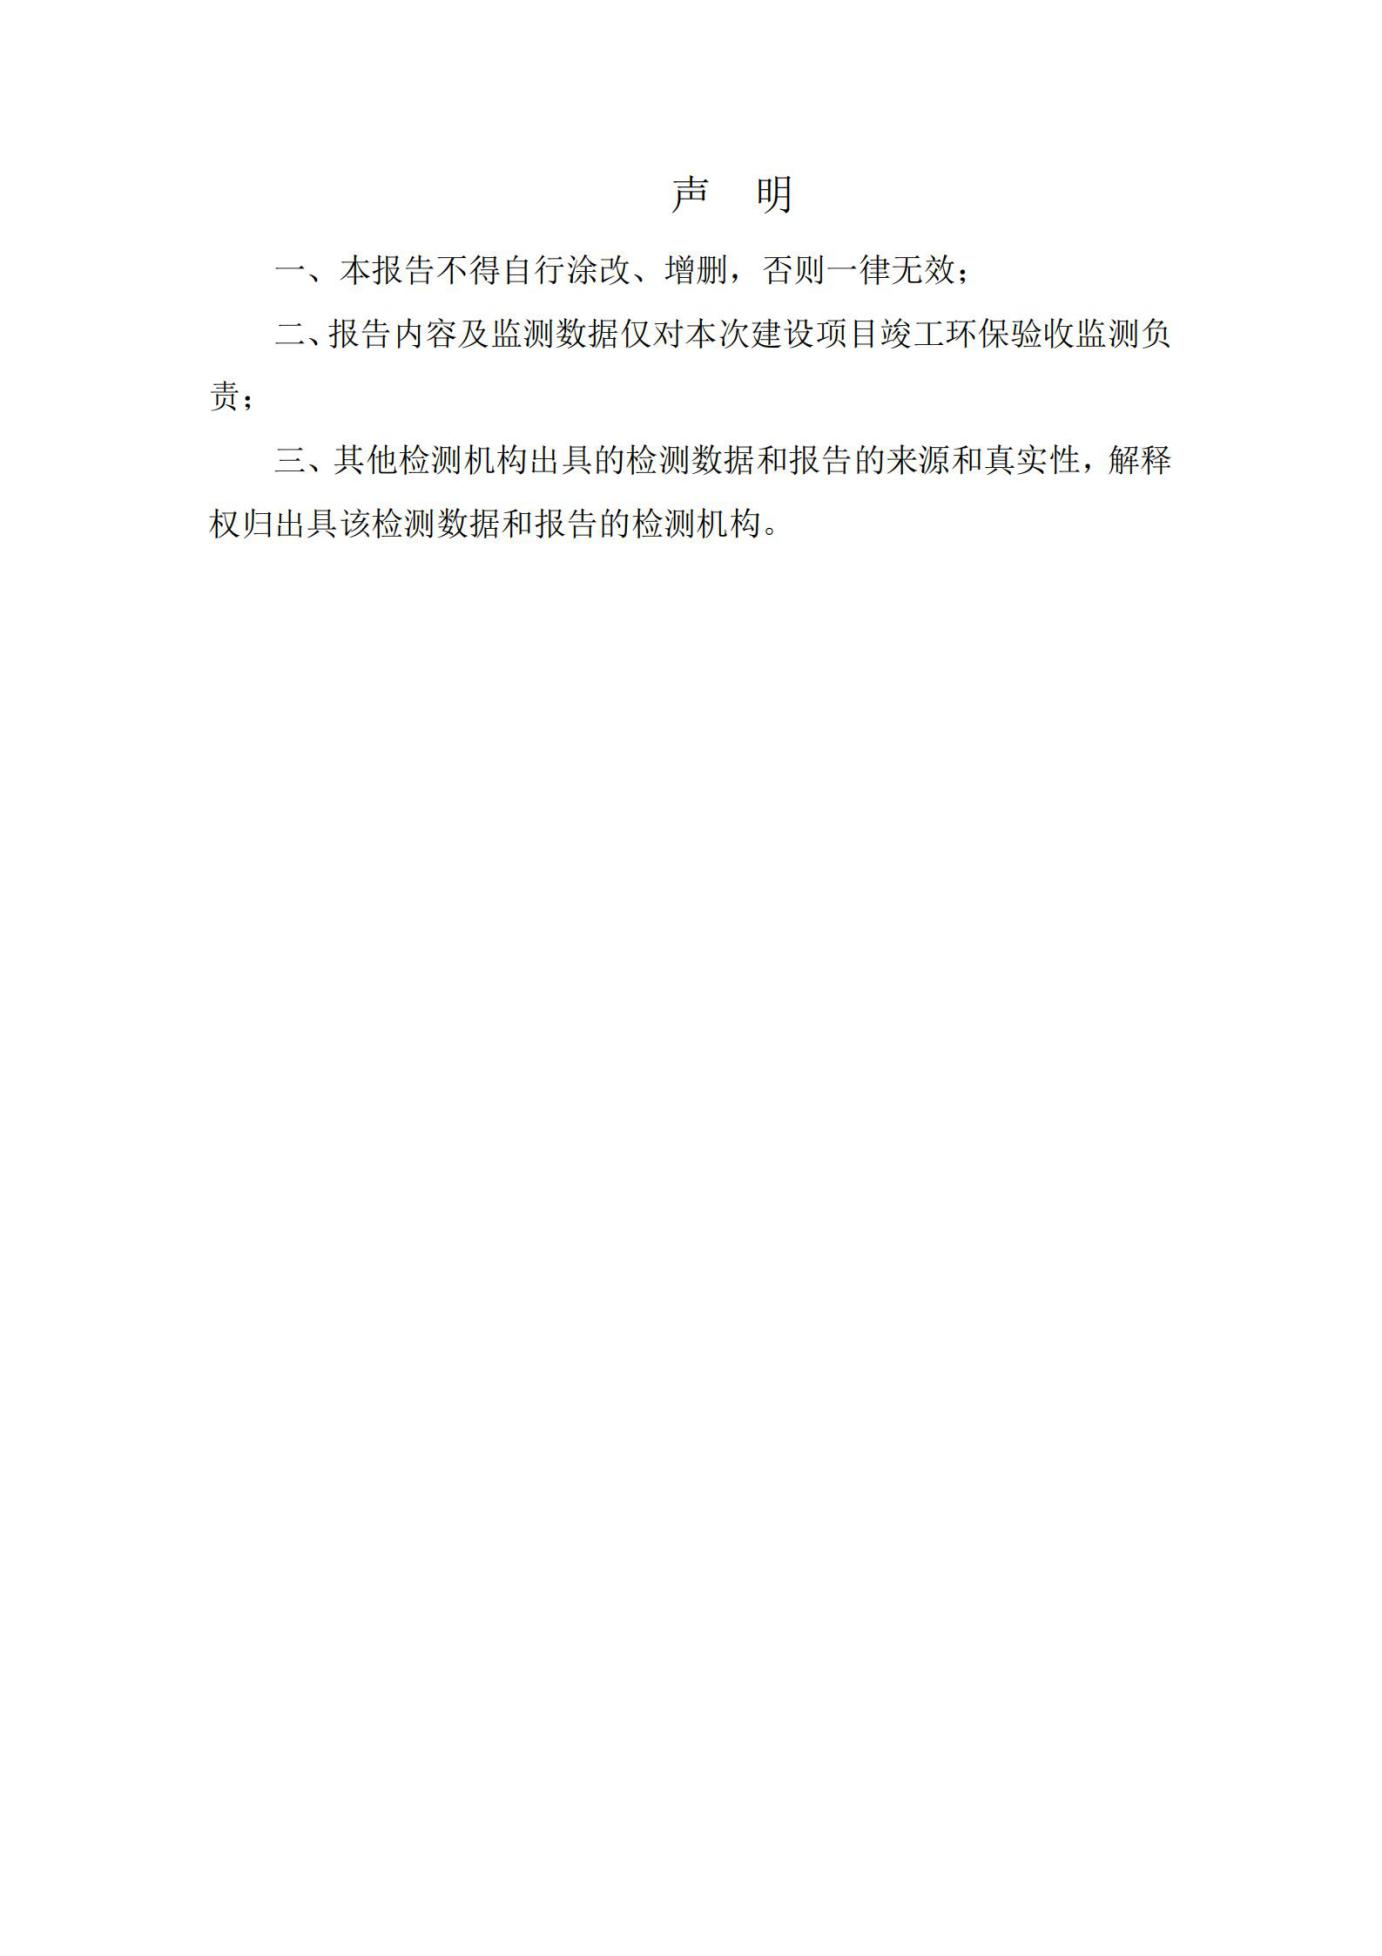 声　明
一、本报告不得自行涂改、增删，否则一律无效；
二、报告内容及监测数据仅对本次建设项目竣工环保验收监测负
责；
三、其他检测机构出具的检测数据和报告的来源和真实性，解释
权归出具该检测数据和报告的检测机构。